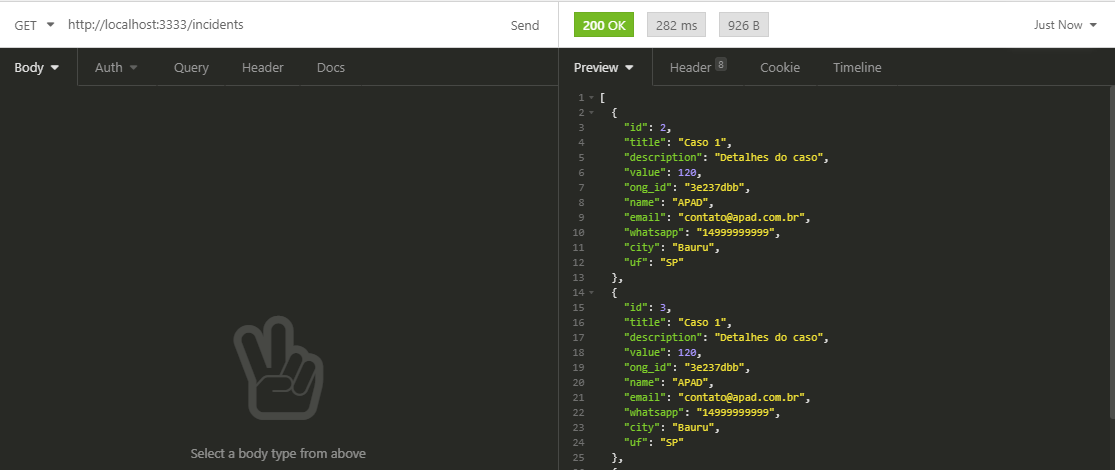 GET http://localhost:3333/incidents Send 200 OK 282 ms 926 B Just Now
Body Auth Query Header Docs Preview Header 8 Cookie Timeline
1 [
2 {
3 "id": 2,
4 "title": "Caso 1",
5 "description": "Detalhes do caso",
6 "value": 120,
7 "ong_id": "3e237dbb",
8 "name": "APAD",
9 "email": "contato@apad.com.br",
10 "whatsapp": "14999999999",
11 "city": "Bauru",
12 "uf": "SP"
13 },
14 {
15 "id": 3,
16 "title": "Caso 1",
17 "description": "Detalhes do caso",
18 "value": 120,
19 "ong_id": "3e237dbb",
20 "name": "APAD",
21 "email": "contato@apad.com.br",
22 "whatsapp": "14999999999",
23 "city": "Bauru",
24 "uf": "SP"
25 },
Select a body type from above